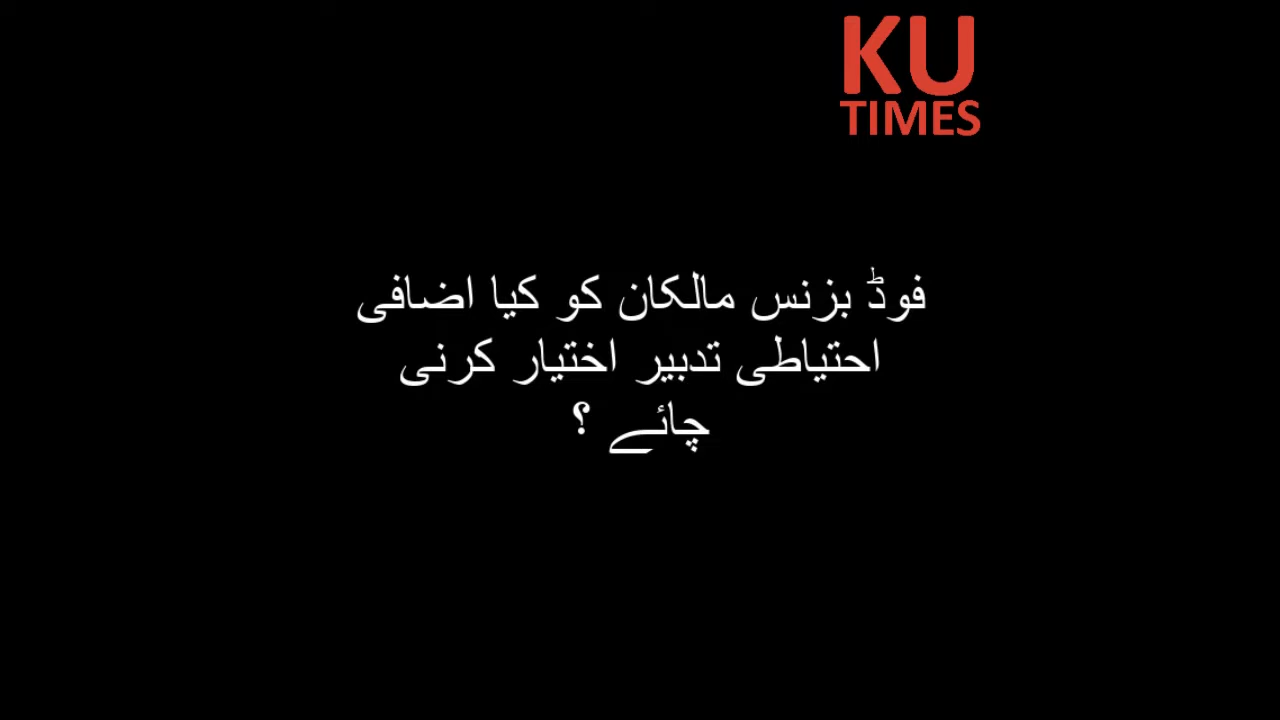 KU
TIMES
فوڈ بزنس مالکان کو کیا اضافی
احتیاطی تدبیر اختیار کرنی
چائے ؟